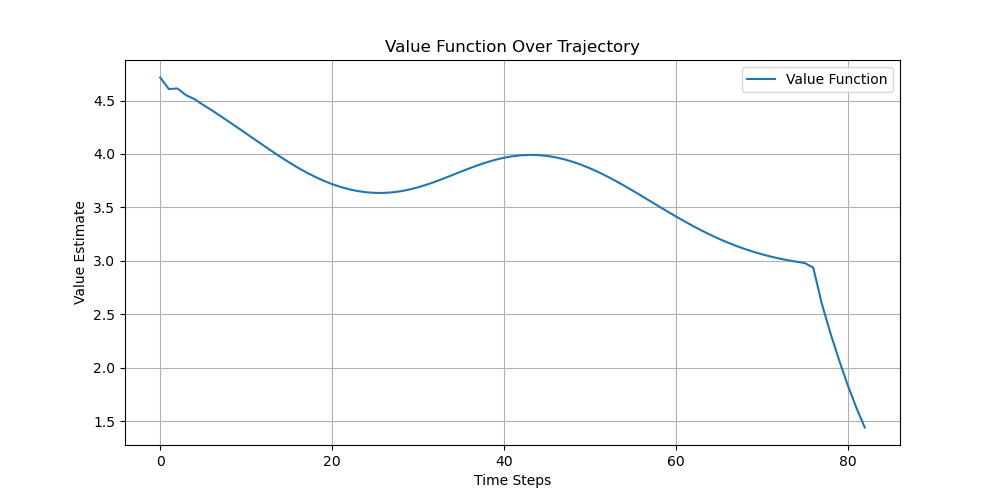 Value Function Over Trajectory
Value Function
Value Estimate
4.5
4.0
3.5
3.0
2.5
2.0
1.5
0 20 40 60 80
Time Steps